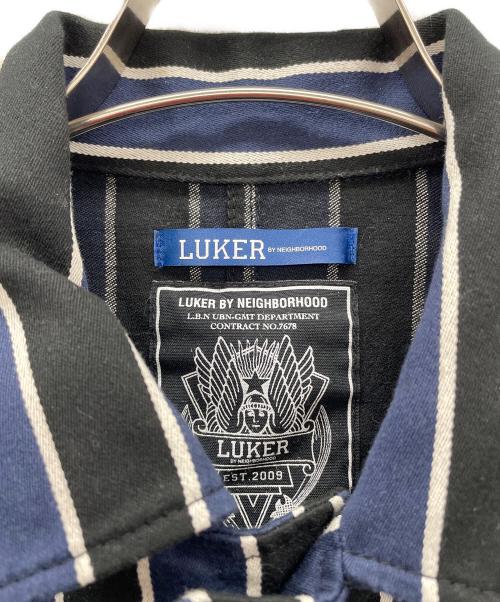 LUKER BY NEIGHBORHOOD
LUKER BY NEIGHBORHOOD
L.B.N UBN-GMT DEPARTMENT
CONTRACT NO.7678
LUKER
BY NEIGHBORHOOD
EST.2009